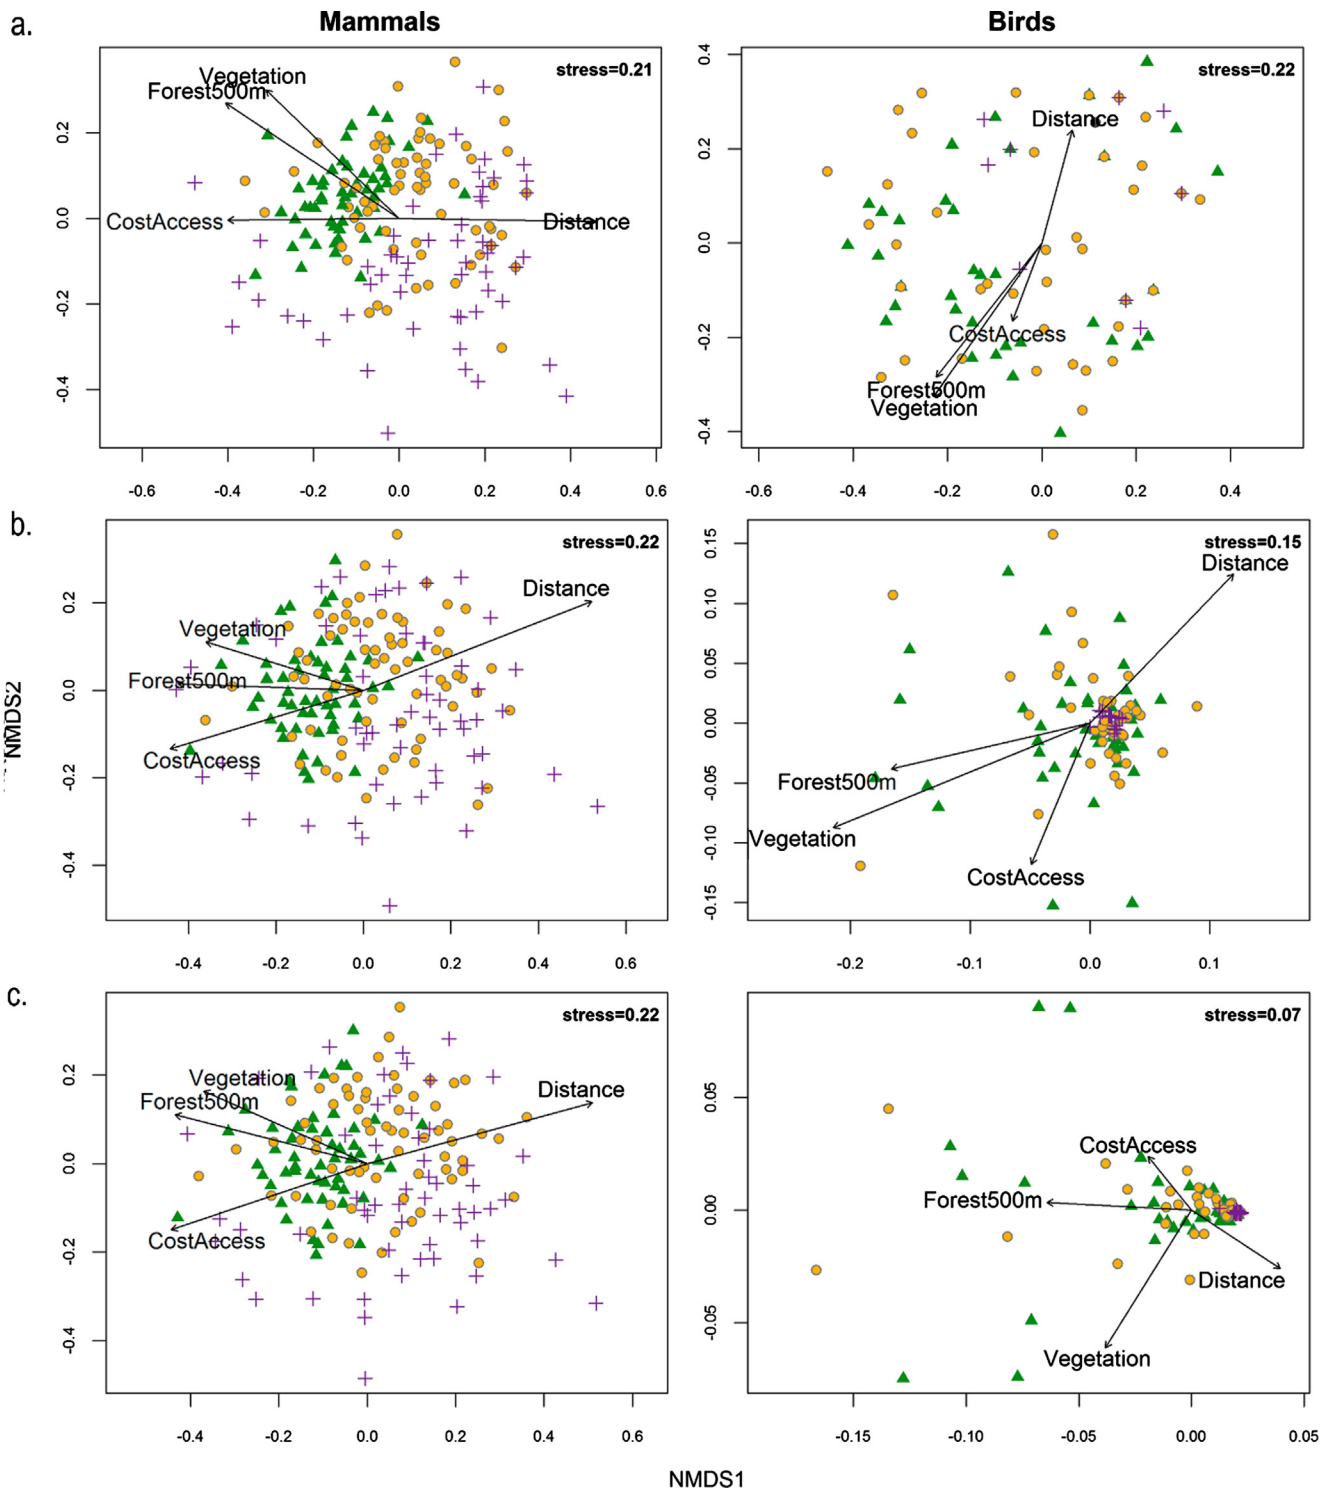 a.
Mammals
Birds
stress=0.21
Vegetation
Forest500m
CostAccess
Distance
0.2
0.0
-0.2
-0.4
-0.6 -0.4 -0.2 0.0 0.2 0.4 0.6
stress=0.22
Distance
CostAccess
Forest500m
Vegetation
0.4
0.2
0.0
-0.2
-0.4
-0.6 -0.4 -0.2 0.0 0.2 0.4
b.
stress=0.22
Distance
Vegetation
Forest500m
CostAccess
0.2
0.0
-0.2
-0.4
-0.4 -0.2 0.0 0.2 0.4 0.6
stress=0.15
Distance
Forest500m
Vegetation
CostAccess
0.15
0.10
0.05
0.00
-0.05
-0.10
-0.15
-0.2 -0.1 0.0 0.1
NMDS2
c.
stress=0.22
Vegetation
Forest500m
Distance
CostAccess
0.2
0.0
-0.2
-0.4
-0.4 -0.2 0.0 0.2 0.4 0.6
stress=0.07
CostAccess
Forest500m
Distance
Vegetation
0.05
0.00
-0.05
-0.15 -0.10 -0.05 0.00 0.05
NMDS1